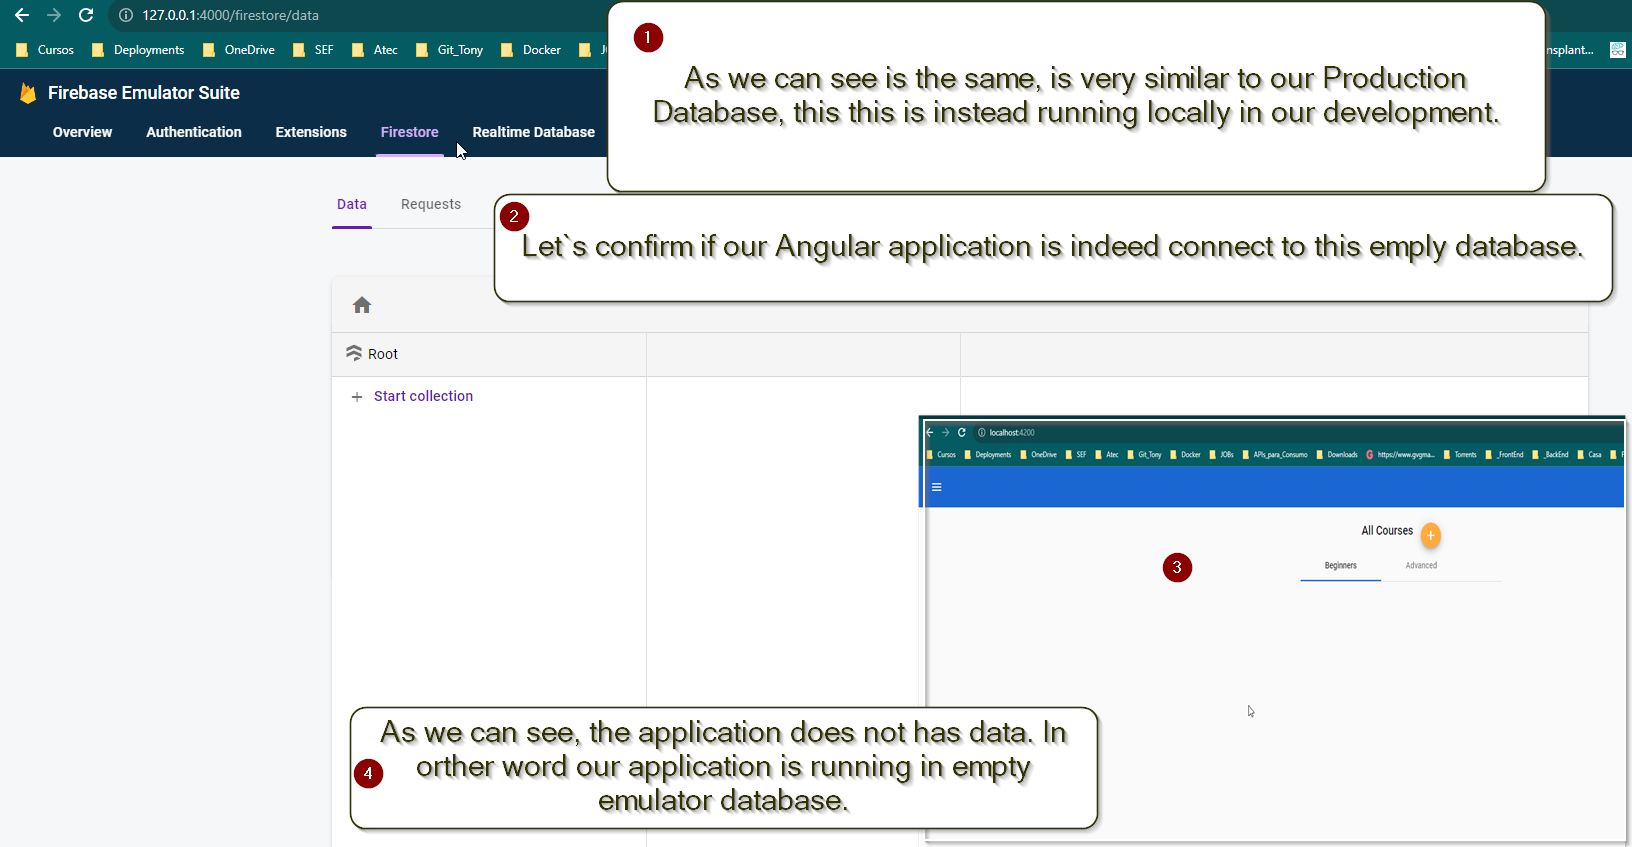 127.0.0.1:4000/firestore/data
Cursos Deployments OneDrive SEF Atec Git_Tony Docker
nsplant...
1
As we can see is the same, is very similar to our Production
Database, this this is instead running locally in our development.
Firebase Emulator Suite
Overview Authentication Extensions Firestore Realtime Database
2
Let`s confirm if our Angular application is indeed connect to this emply database.
Data Requests
Root
+ Start collection
localhost:4200
Cursos Deployments OneDrive SEF Atec Git_Tony Docker JOBs APIs_para_Consumo Downloads https://www.gvgma... Torrents _FrontEnd _BackEnd Casa
All Courses +
3
Beginners Advanced
4
As we can see, the application does not has data. In
orther word our application is running in empty
emulator database.